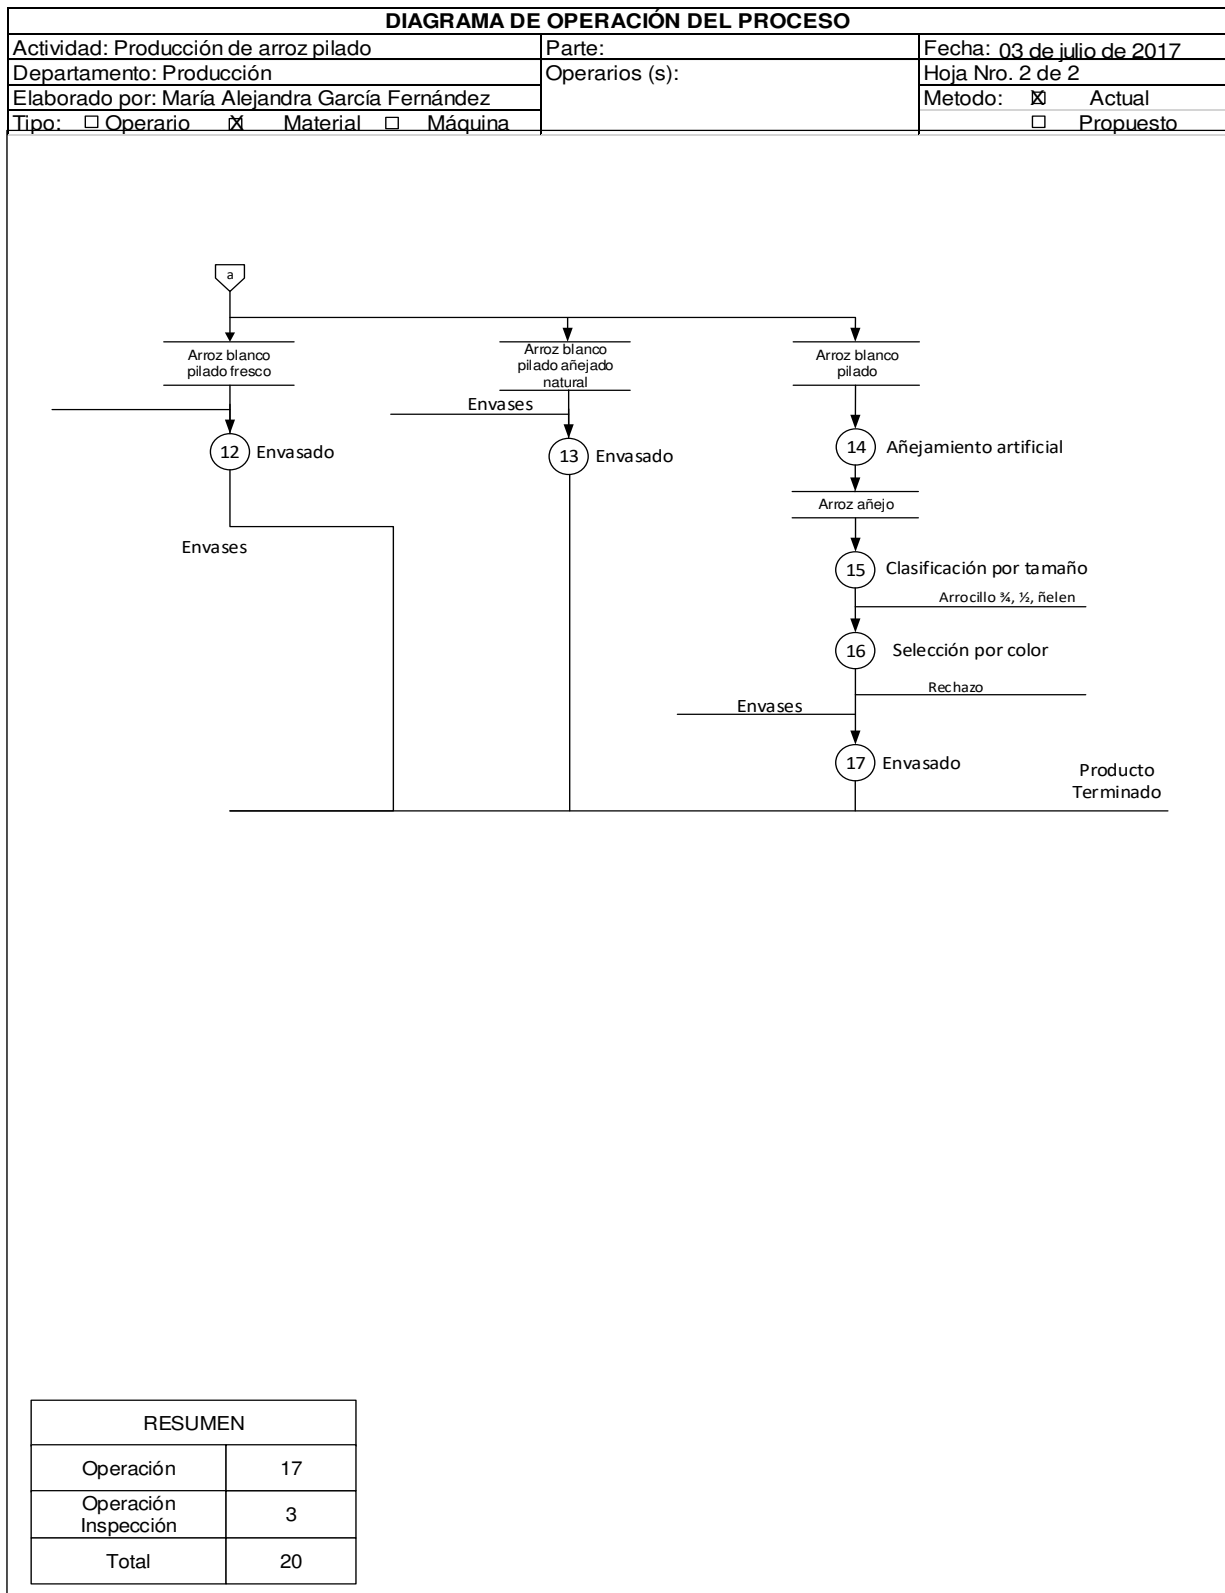 DIAGRAMA DE OPERACIÓN DEL PROCESO
Actividad: Producción de arroz pilado
Parte:
Fecha: 03 de julio de 2017
Departamento: Producción
Operarios (s):
Hoja Nro. 2 de 2
Elaborado por: María Alejandra García Fernández
Metodo: ☒ Actual
Tipo: ☐ Operario ☒ Material ☐ Máquina
☐ Propuesto
a
Arroz blanco
pilado fresco
Arroz blanco
pilado añejado
natural
Arroz blanco
pilado
Envases
12 Envasado
13 Envasado
14 Añejamiento artificial
Arroz añejo
Envases
15 Clasificación por tamaño
Arrocillo ¾, ½, ñelen
16 Selección por color
Rechazo
Envases
17 Envasado
Producto
Terminado
RESUMEN
Operación 17
Operación
Inspección 3
Total 20